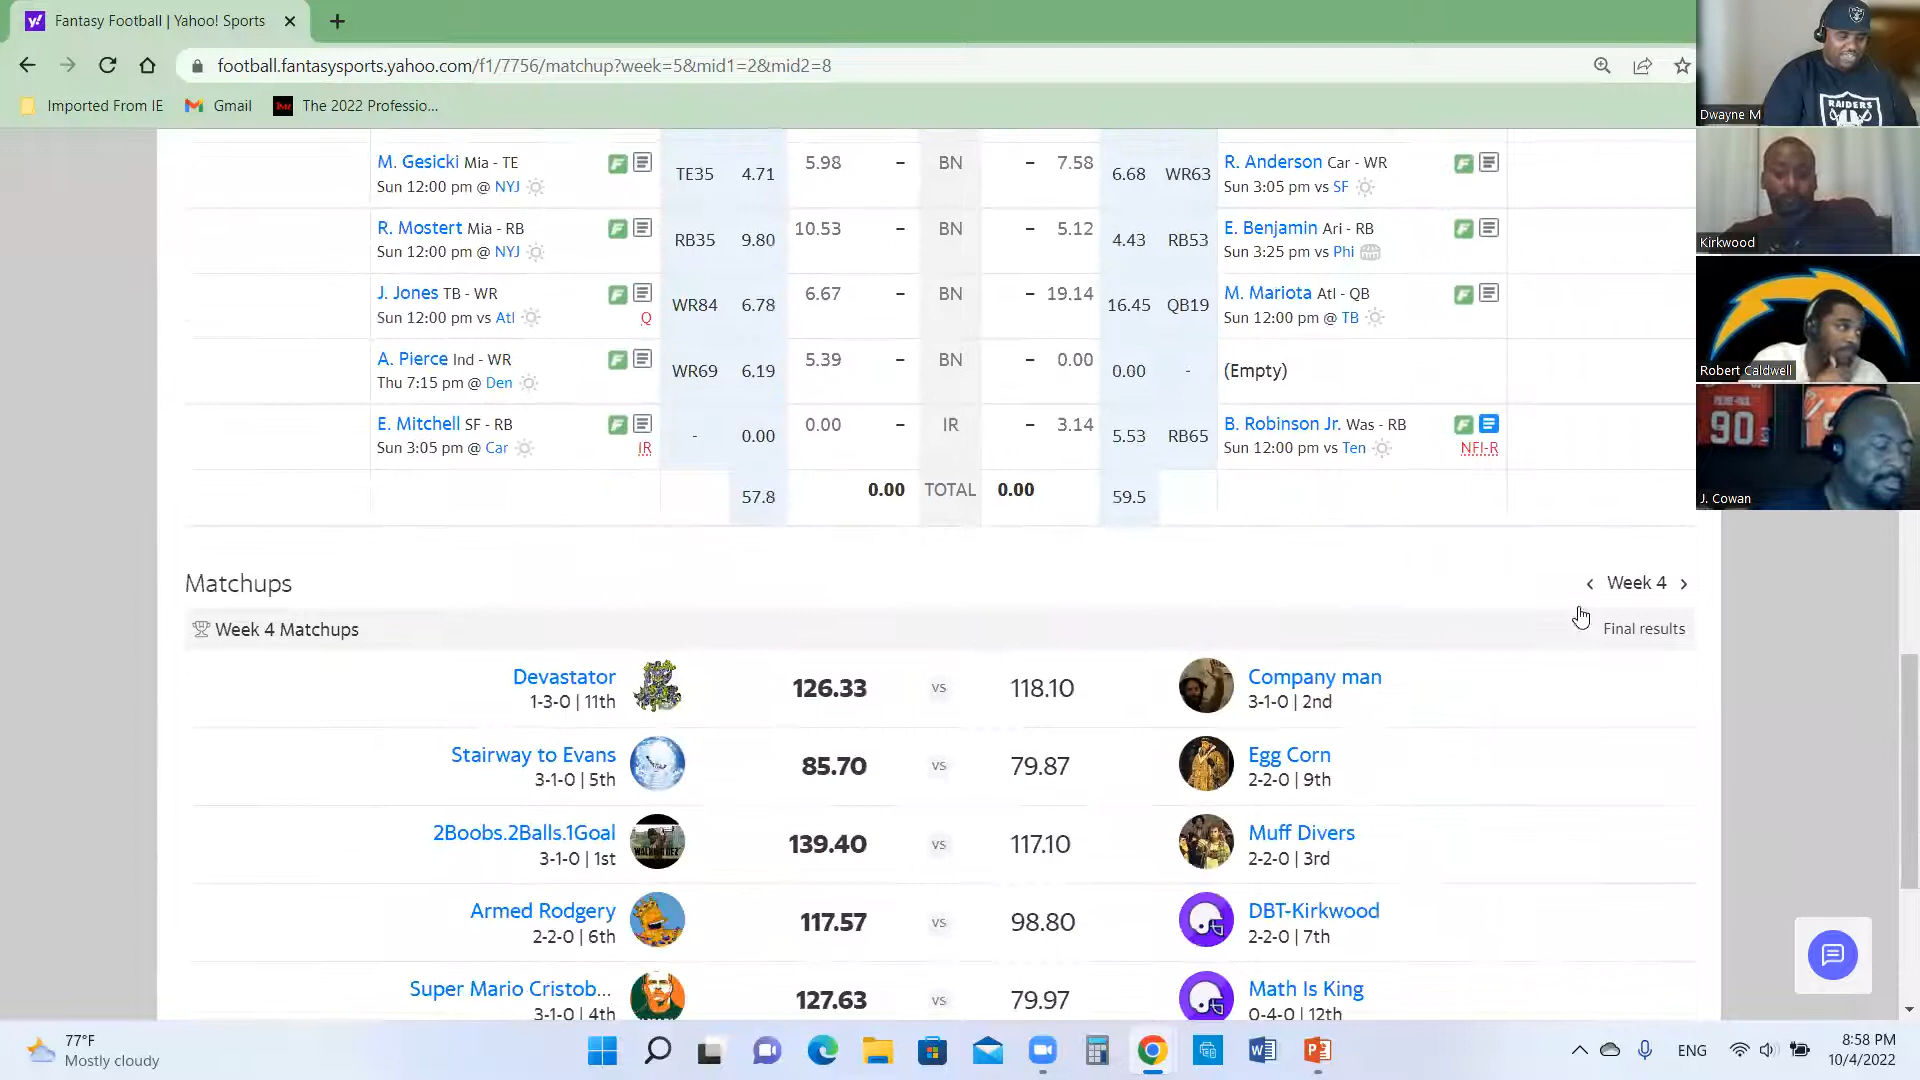 Fantasy Football | Yahoo! Sports
football.fantasysports.yahoo.com/f1/7756/matchup?week=5&mid1=2&mid2=8
Imported From IE Gmail The 2022 Professio...
M. Gesicki Mia - TE TE35 4.71 5.98 – BN – 7.58 6.68 WR63 R. Anderson Car - WR
Sun 12:00 pm @ NYJ Sun 3:05 pm vs SF
R. Mostert Mia - RB RB35 9.80 10.53 – BN – 5.12 4.43 RB53 E. Benjamin Ari - RB
Sun 12:00 pm @ NYJ Sun 3:25 pm vs Phi
J. Jones TB - WR WR84 6.78 6.67 – BN – 19.14 16.45 QB19 M. Mariota Atl - QB
Sun 12:00 pm vs Atl Q Sun 12:00 pm @ TB
A. Pierce Ind - WR WR69 6.19 5.39 – BN – 0.00 0.00 - (Empty)
Thu 7:15 pm @ Den
E. Mitchell SF - RB - 0.00 0.00 – IR – 3.14 5.53 RB65 B. Robinson Jr. Was - RB
Sun 3:05 pm @ Car IR Sun 12:00 pm vs Ten NFI-R
57.8 0.00 TOTAL 0.00 59.5
Matchups < Week 4 >
Week 4 Matchups Final results
Devastator 126.33 vs 118.10 Company man
1-3-0 | 11th 3-1-0 | 2nd
Stairway to Evans 85.70 vs 79.87 Egg Corn
3-1-0 | 5th 2-2-0 | 9th
2Boobs.2Balls.1Goal 139.40 vs 117.10 Muff Divers
3-1-0 | 1st 2-2-0 | 3rd
Armed Rodgery 117.57 vs 98.80 DBT-Kirkwood
2-2-0 | 6th 2-2-0 | 7th
Super Mario Cristob... 127.63 vs 79.97 Math Is King
3-1-0 | 4th 0-4-0 | 12th
RAIDERS
Dwayne M
Kirkwood
Robert Caldwell
90
J. Cowan
77°F
Mostly cloudy
ENG
8:58 PM
10/4/2022